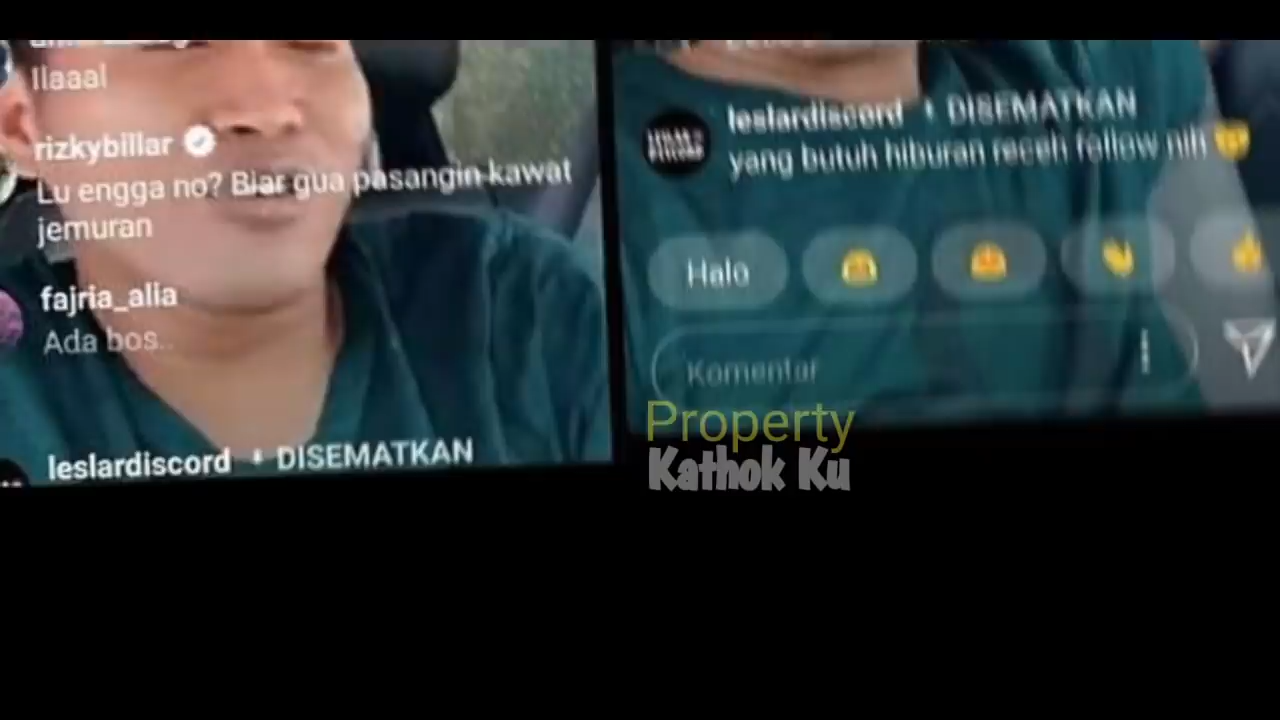 Ilaaal
rizkybillar
Lu engga no? Biar gua pasangin kawat
jemuran
fajria_alia
Ada bos..
leslardiscord DISEMATKAN
leslardiscord DISEMATKAN
yang butuh hiburan receh follow nih
Halo
Komentar
Property
Kathok Ku